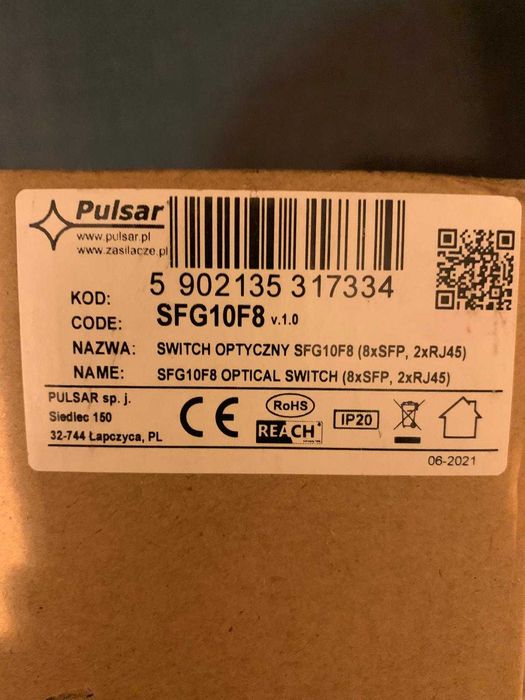 Pulsar
www.pulsar.pl
www.zasilacze.pl
5 902135 317334
KOD:
CODE: SFG10F8 v.1.0
NAZWA: SWITCH OPTYCZNY SFG10F8 (8xSFP, 2xRJ45)
NAME: SFG10F8 OPTICAL SWITCH (8xSFP, 2xRJ45)
PULSAR sp. j.
Siedlec 150
32-744 Łapczyca, PL
CE
RoHS
REACH
IP20
06-2021